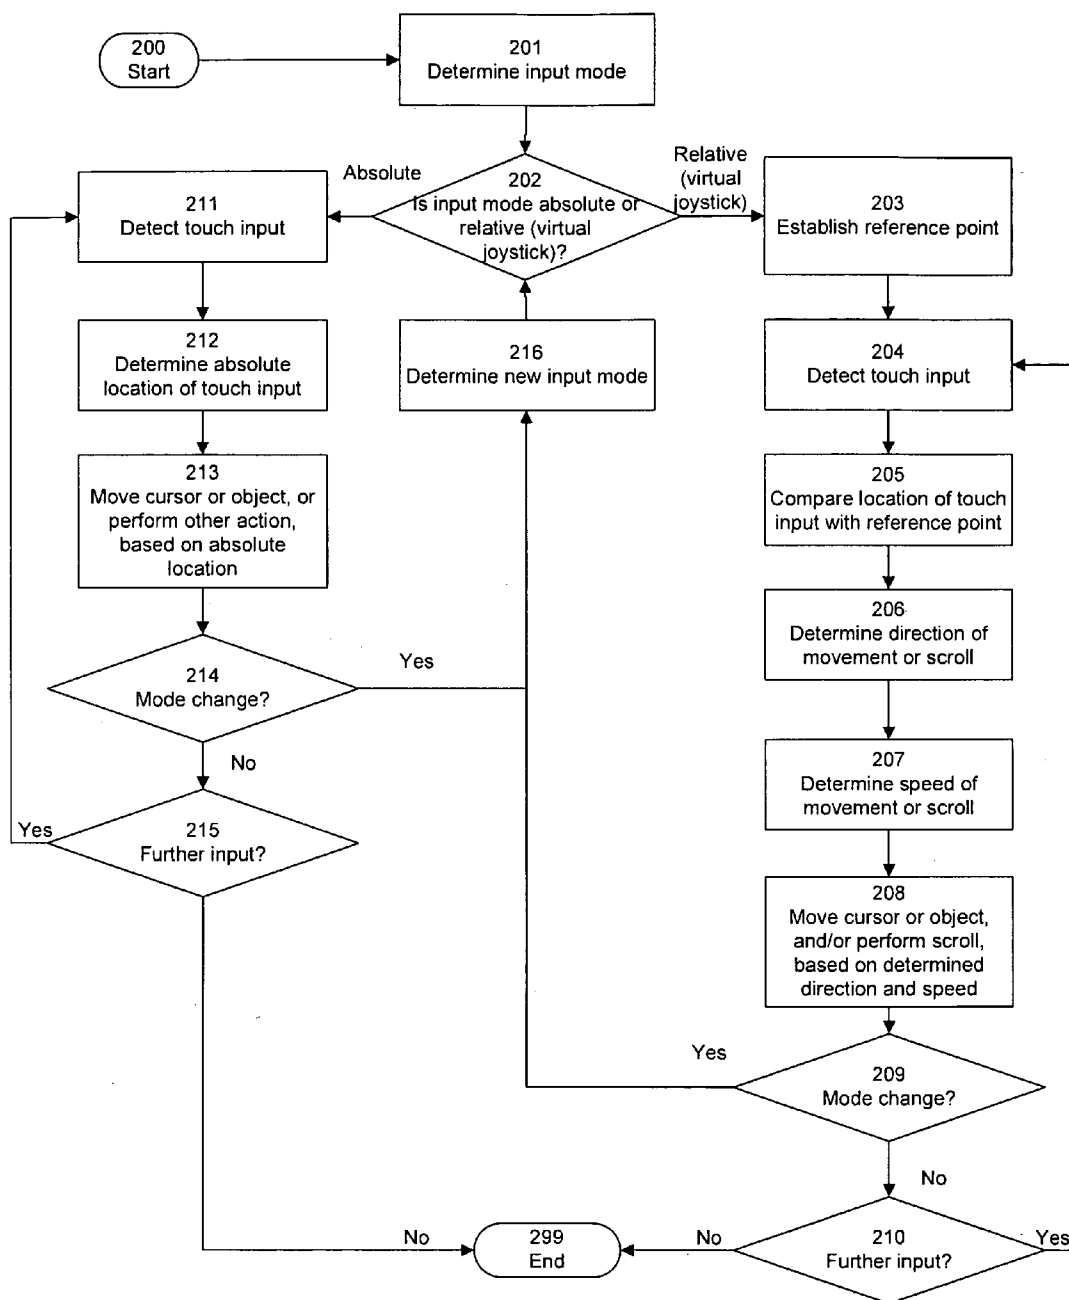 200
Start
201
Determine input mode
Absolute
202
Is input mode absolute or
relative (virtual
joystick)?
Relative
(virtual
joystick)
211
Detect touch input
203
Establish reference point
212
Determine absolute
location of touch input
216
Determine new input mode
204
Detect touch input
213
Move cursor or object, or
perform other action,
based on absolute
location
205
Compare location of touch
input with reference point
206
Determine direction of
movement or scroll
214
Mode change?
Yes
No
207
Determine speed of
movement or scroll
215
Further input?
Yes
208
Move cursor or object,
and/or perform scroll,
based on determined
direction and speed
Yes
209
Mode change?
No
No
299
End
No
210
Further input?
Yes